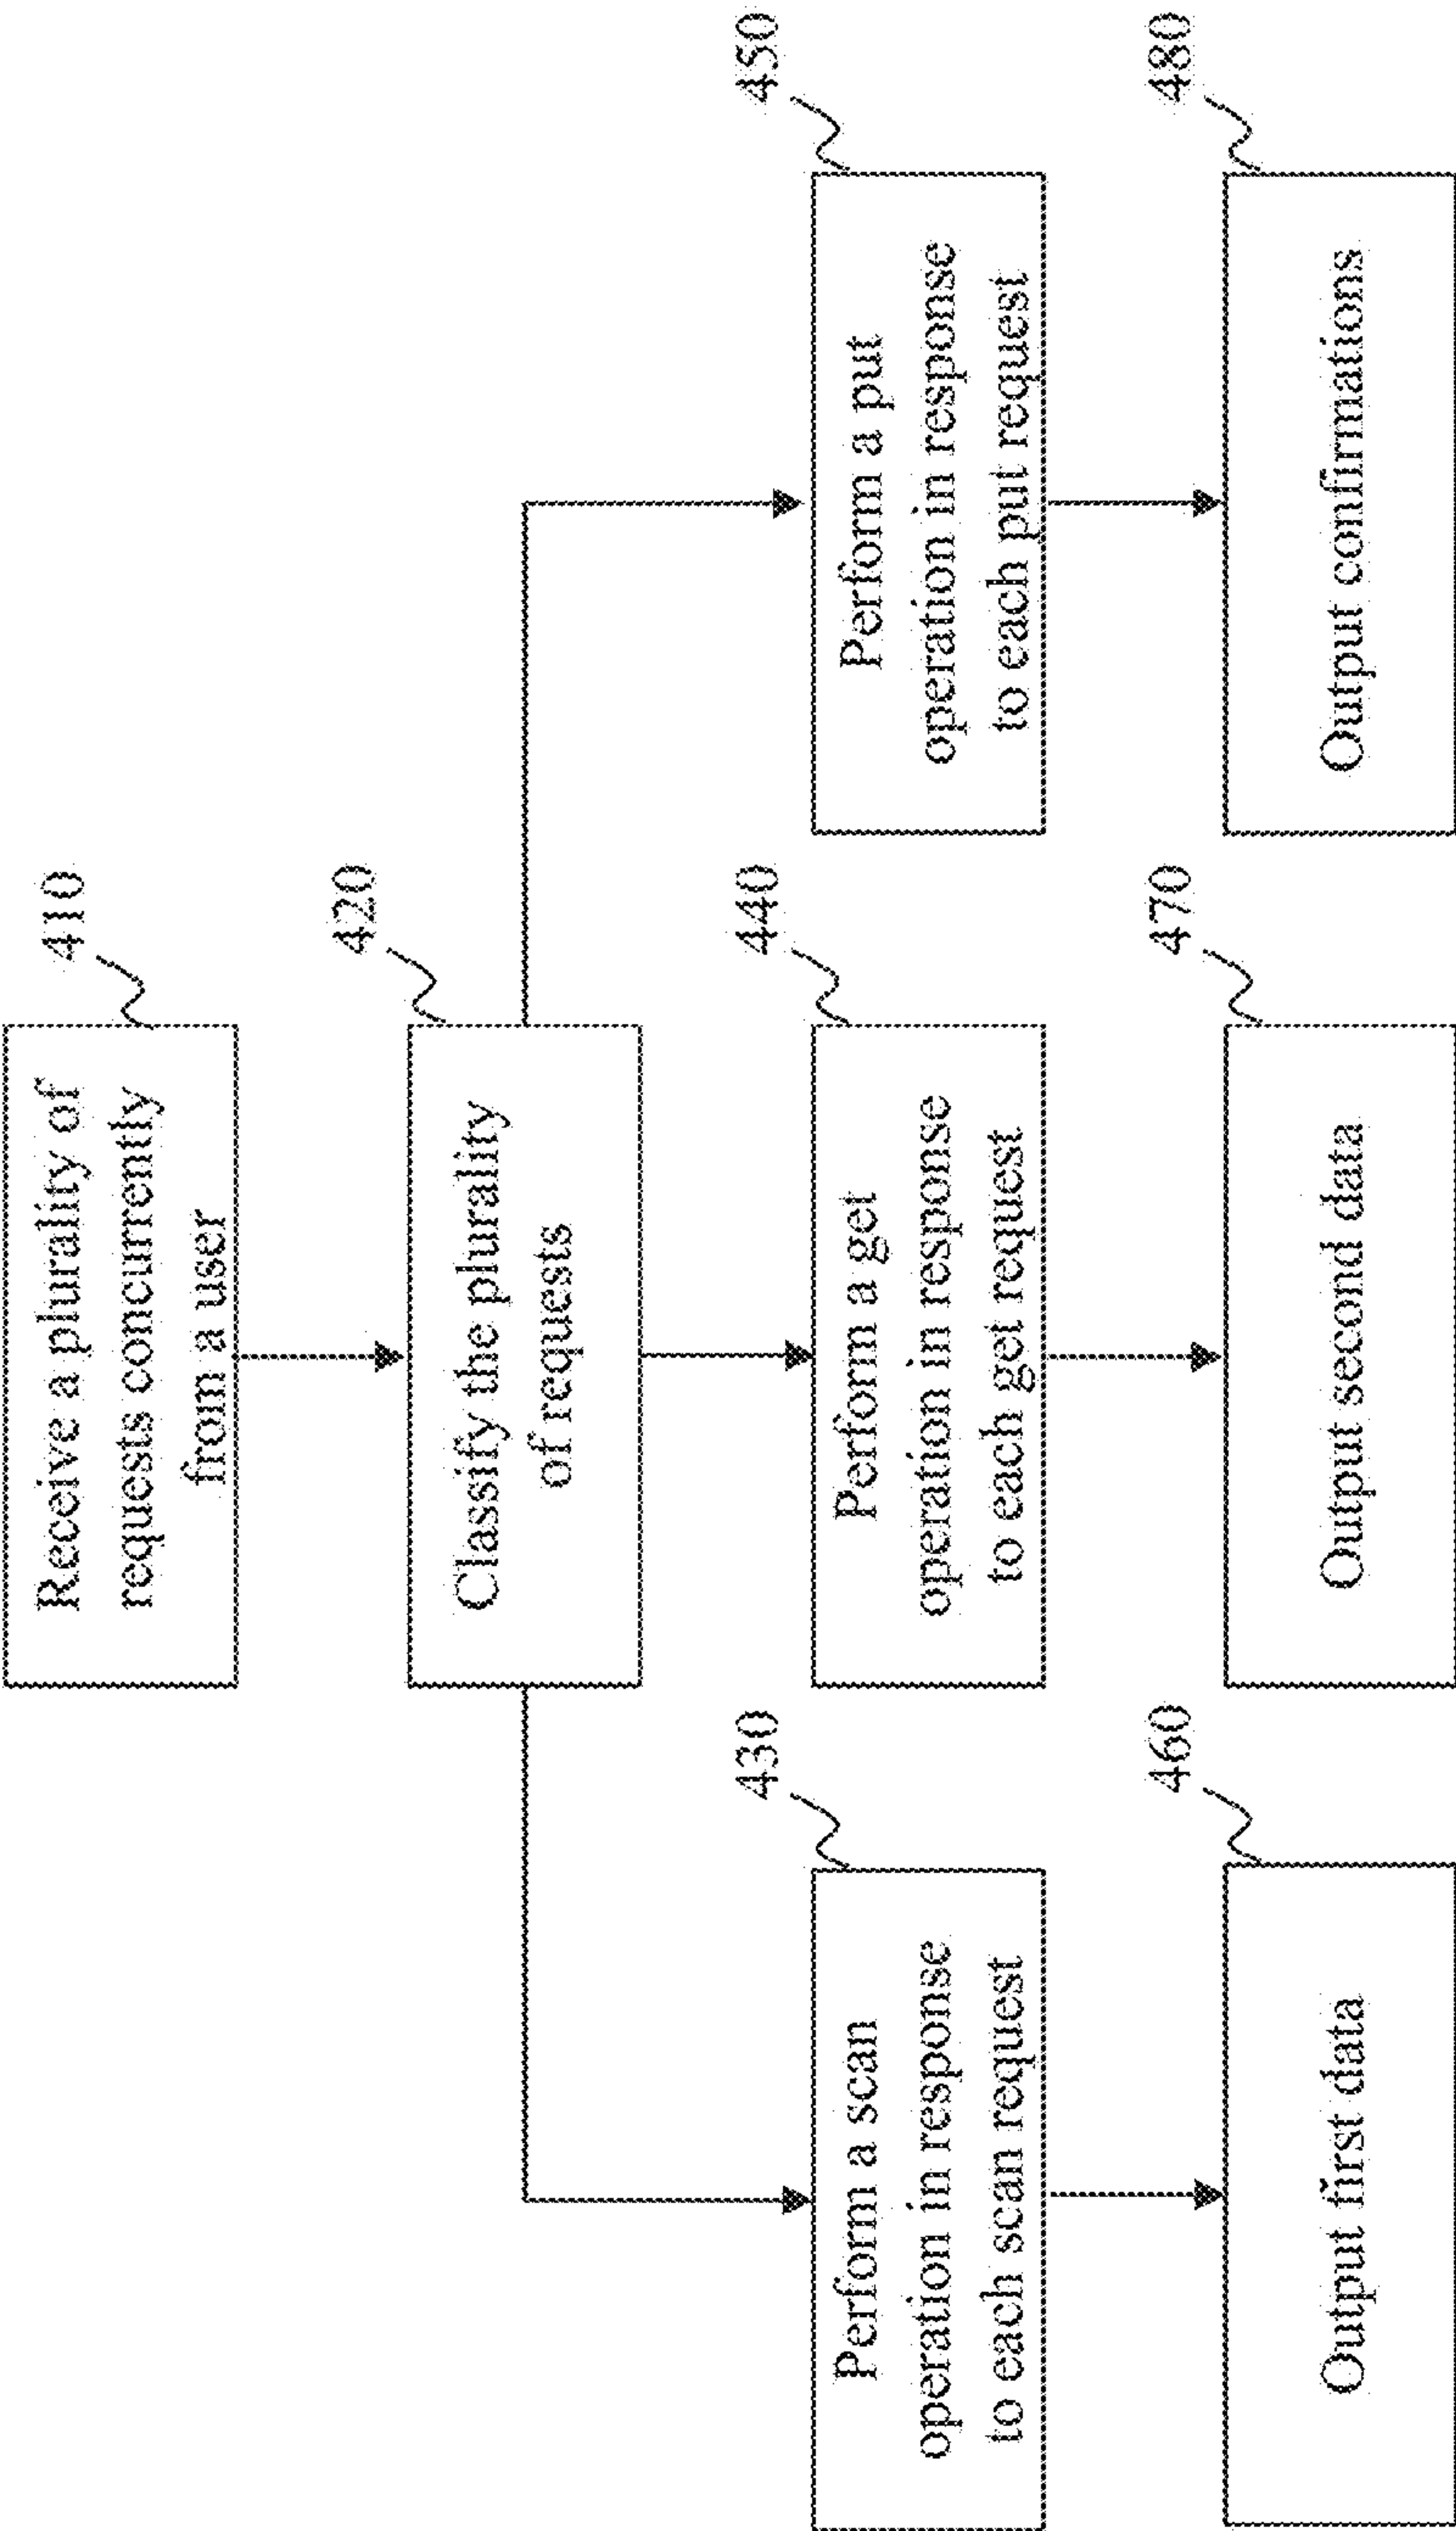 410
Receive a plurality of
requests concurrently
from a user
420
Classify the plurality
of requests
430
Perform a scan
operation in response
to each scan request
440
Perform a get
operation in response
to each get request
450
Perform a put
operation in response
to each put request
460
Output first data
470
Output second data
480
Output confirmations